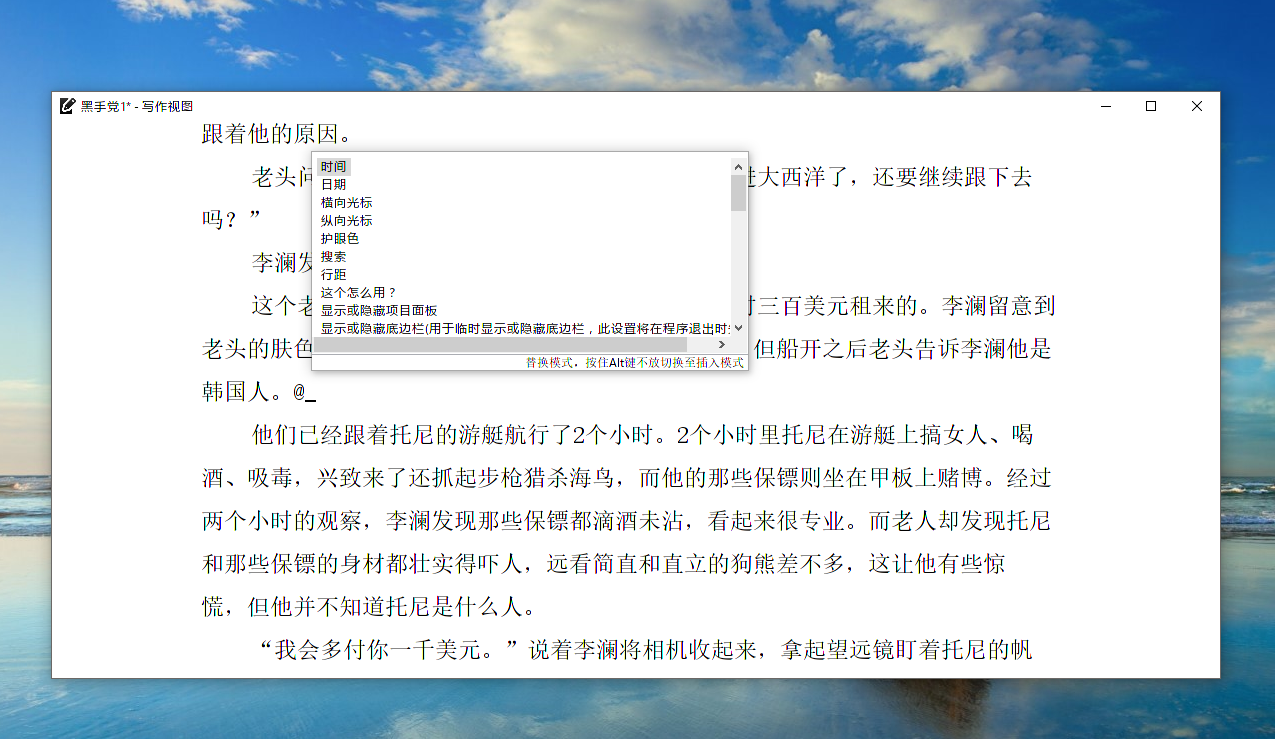 黑手党1* - 写作视图
跟着他的原因。
老头问
进大西洋了，还要继续跟下去
吗？”
李澜发
这个老
时三百美元租来的。李澜留意到
老头的肤色
但船开之后老头告诉李澜他是
韩国人。@_
时间
日期
横向光标
纵向光标
护眼色
搜索
行距
这个怎么用？
显示或隐藏项目面板
显示或隐藏底边栏(用于临时显示或隐藏底边栏，此设置将在程序退出时
替换模式，按住Alt键不放切换至插入模式
他们已经跟着托尼的游艇航行了2个小时。2个小时里托尼在游艇上搞女人、喝
酒、吸毒，兴致来了还抓起步枪猎杀海鸟，而他的那些保镖则坐在甲板上赌博。经过
两个小时的观察，李澜发现那些保镖都滴酒未沾，看起来很专业。而老人却发现托尼
和那些保镖的身材都壮实得吓人，远看简直和直立的狗熊差不多，这让他有些惊
慌，但他并不知道托尼是什么人。
“我会多付你一千美元。”说着李澜将相机收起来，拿起望远镜盯着托尼的帆